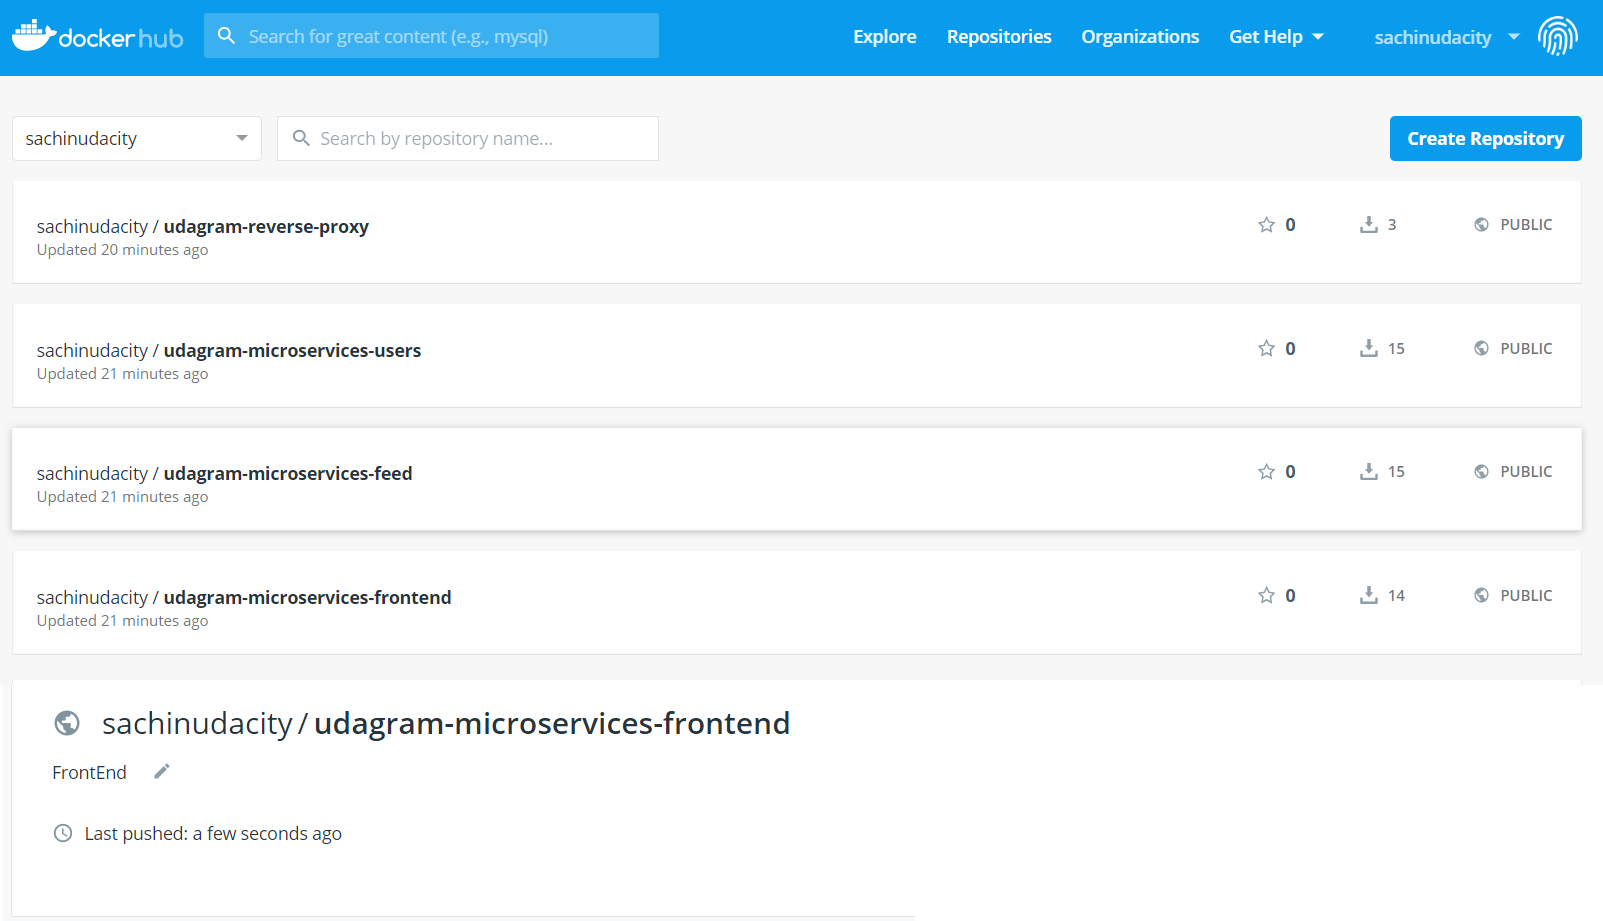 docker hub Search for great content (e.g., mysql) Explore Repositories Organizations Get Help sachinudacity
sachinudacity Search by repository name... Create Repository
sachinudacity / udagram-reverse-proxy 0 3 PUBLIC
Updated 20 minutes ago
sachinudacity / udagram-microservices-users 0 15 PUBLIC
Updated 21 minutes ago
sachinudacity / udagram-microservices-feed 0 15 PUBLIC
Updated 21 minutes ago
sachinudacity / udagram-microservices-frontend 0 14 PUBLIC
Updated 21 minutes ago
sachinudacity / udagram-microservices-frontend
FrontEnd
Last pushed: a few seconds ago